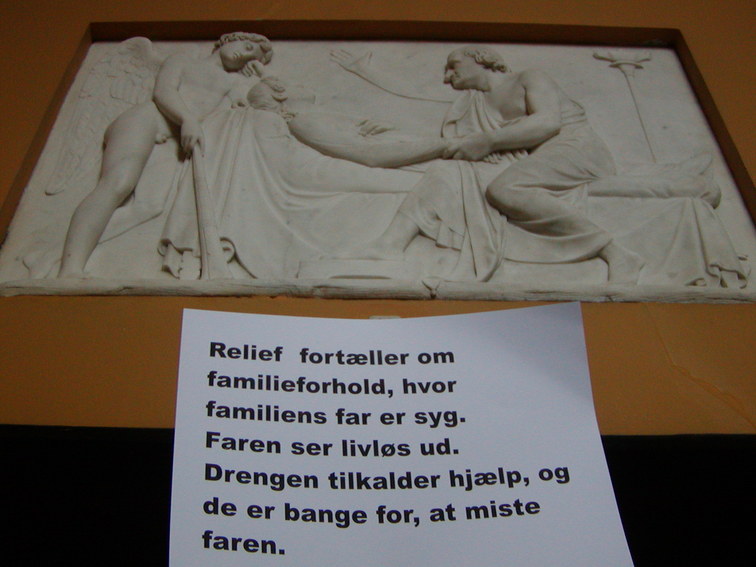 Relief fortæller om
familieforhold, hvor
familiens far er syg.
Faren ser livløs ud.
Drengen tilkalder hjælp, og
de er bange for, at miste
faren.